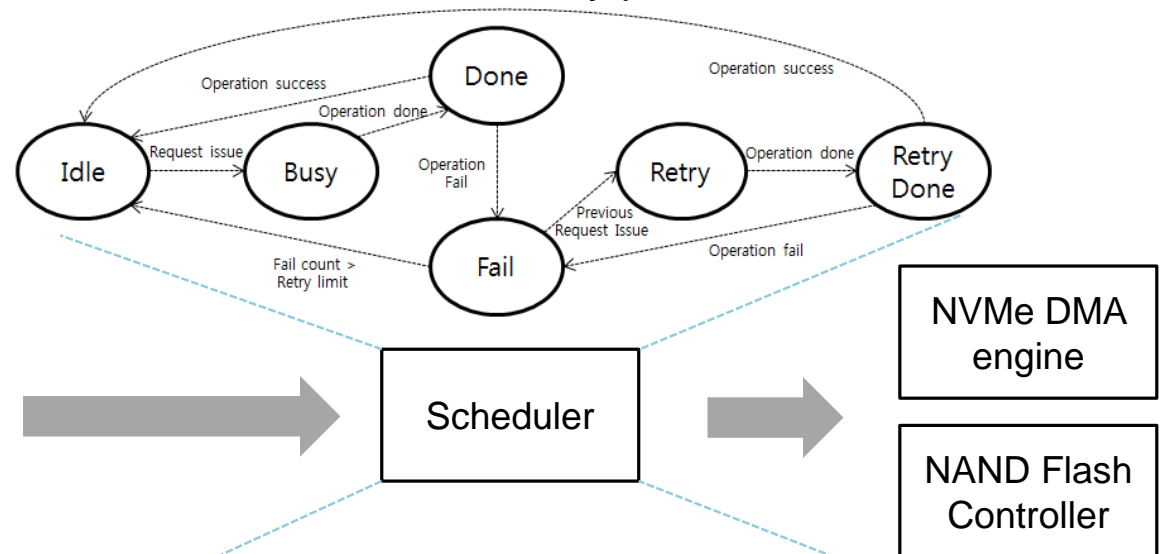 Operation success
Done
Operation success
Operation done
Idle
Request issue
Busy
Operation
Fail
Retry
Operation done
Retry
Done
Previous
Request Issue
Fail count >
Retry limit
Fail
Operation fail
NVMe DMA
engine
Scheduler
NAND Flash
Controller